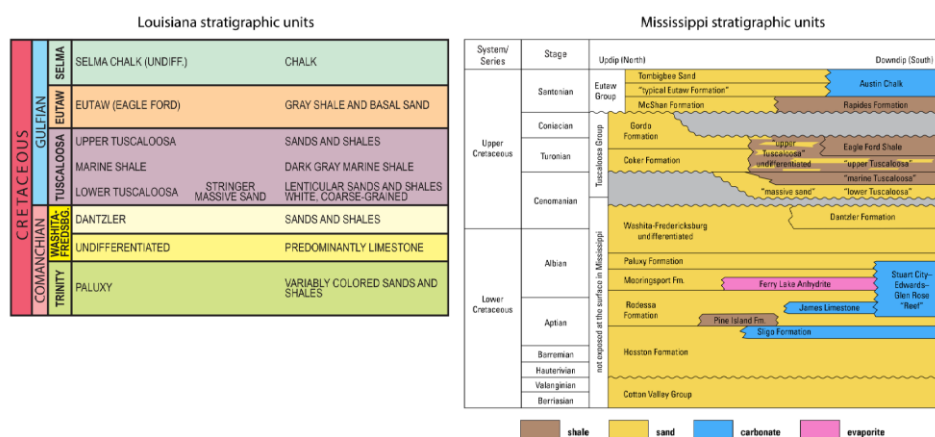 Louisiana stratigraphic units
CRETACEOUS
GULFIAN
COMANCHIAN
SELMA
SELMA CHALK (UNDIFF.) CHALK
EUTAW
EUTAW (EAGLE FORD) GRAY SHALE AND BASAL SAND
TUSCALOOSA
UPPER TUSCALOOSA SANDS AND SHALES
MARINE SHALE DARK GRAY MARINE SHALE
LOWER TUSCALOOSA STRINGER LENTICULAR SANDS AND SHALES
MASSIVE SAND WHITE, COARSE-GRAINED
WASHITA-
FREDSBG.
DANTZLER SANDS AND SHALES
UNDIFFERENTIATED PREDOMINANTLY LIMESTONE
TRINITY
PALUXY VARIABLY COLORED SANDS AND
SHALES
Mississippi stratigraphic units
System/
Series
Stage
Updip (North) Downdip (South)
Upper
Cretaceous
Lower
Cretaceous
Santonian
Coniacian
Turonian
Cenomanian
Albian
Aptian
Barremian
Hauterivian
Valanginian
Berriasian
Eutaw
Group
Tuscaloosa Group
not exposed at the surface in Mississippi
Tombigbee Sand
Austin Chalk
"typical Eutaw Formation"
McShan Formation
Rapides Formation
Gordo
Formation
"upper
Tuscaloosa"
undifferentiated
Eagle Ford Shale
Coker Formation
"upper Tuscaloosa"
"marine Tuscaloosa"
"massive sand"
"lower Tuscaloosa"
Dantzler Formation
Washita-Fredericksburg
undifferentiated
Paluxy Formation
Mooringsport Fm.
Ferry Lake Anhydrite
Stuart City–
Edwards–
Glen Rose
"Reef"
Rodessa
Formation
James Limestone
Pine Island Fm.
Sligo Formation
Hosston Formation
Cotton Valley Group
shale sand carbonate evaporite